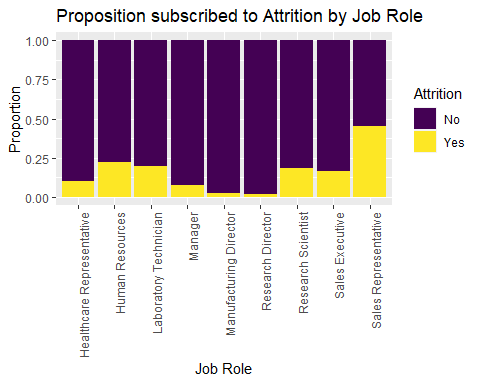 Proposition subscribed to Attrition by Job Role
Proportion
1.00
0.75
0.50
0.25
0.00
Healthcare Representative
Human Resources
Laboratory Technician
Manager
Manufacturing Director
Research Director
Research Scientist
Sales Executive
Sales Representative
Job Role
Attrition
No
Yes